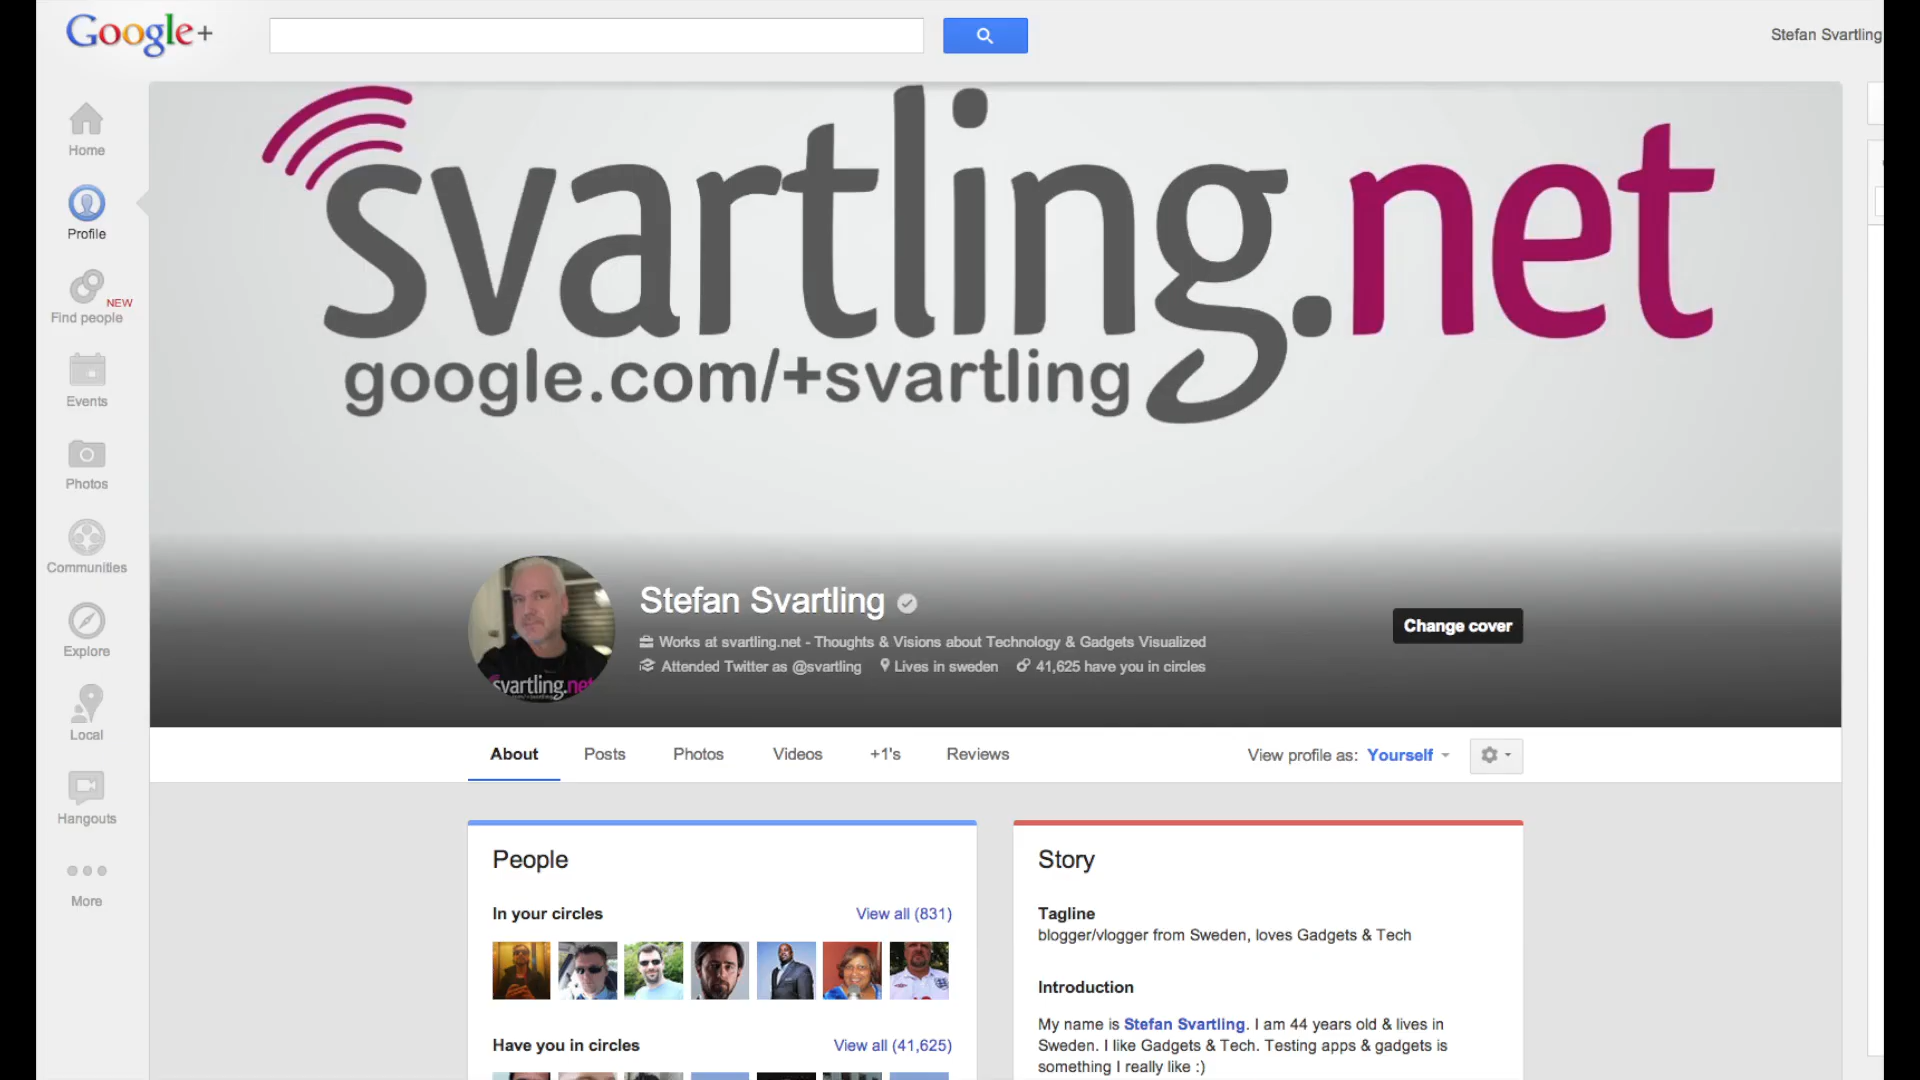 Google+
Stefan Svartling
Home
Profile
NEW
Find people
Events
Photos
Communities
Explore
Local
Hangouts
More
svartling.net
google.com/+svartling
svartling.net
Stefan Svartling
Works at svartling.net - Thoughts & Visions about Technology & Gadgets Visualized
Attended Twitter as @svartling Lives in sweden 41,625 have you in circles
Change cover
About Posts Photos Videos +1's Reviews
View profile as: Yourself
People
In your circles View all (831)
Have you in circles View all (41,625)
Story
Tagline
blogger/vlogger from Sweden, loves Gadgets & Tech
Introduction
My name is Stefan Svartling. I am 44 years old & lives in
Sweden. I like Gadgets & Tech. Testing apps & gadgets is
something I really like :)